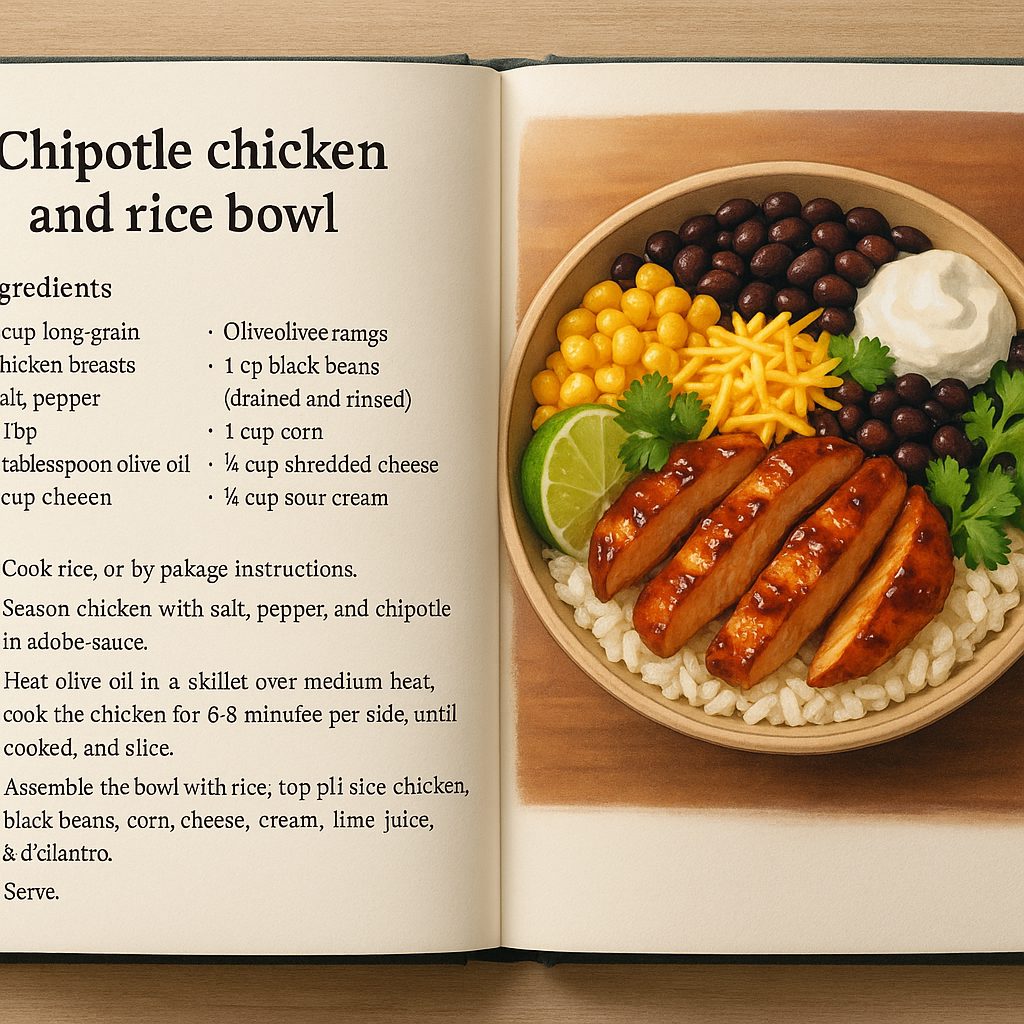 Chipotle chicken
and rice bowl
gredients
cup long-grain
hicken breasts
alt, pepper
1'bp
tablesspoon olive oil
cup cheeen
· Oliveolivee ramgs
· 1 cp black beans
(drained and rinsed)
· 1 cup corn
· ¼ cup shredded cheese
· ¼ cup sour cream
Cook rice, or by pakage instructions.
Season chicken with salt, pepper, and chipotle
in adobe-sauce.
Heat olive oil in a skillet over medium heat,
cook the chicken for 6-8 minufee per side, until
cooked, and slice.
Assemble the bowl with rice; top pli sice chicken,
black beans, corn, cheese, cream, lime juice,
& d'cilantro.
Serve.